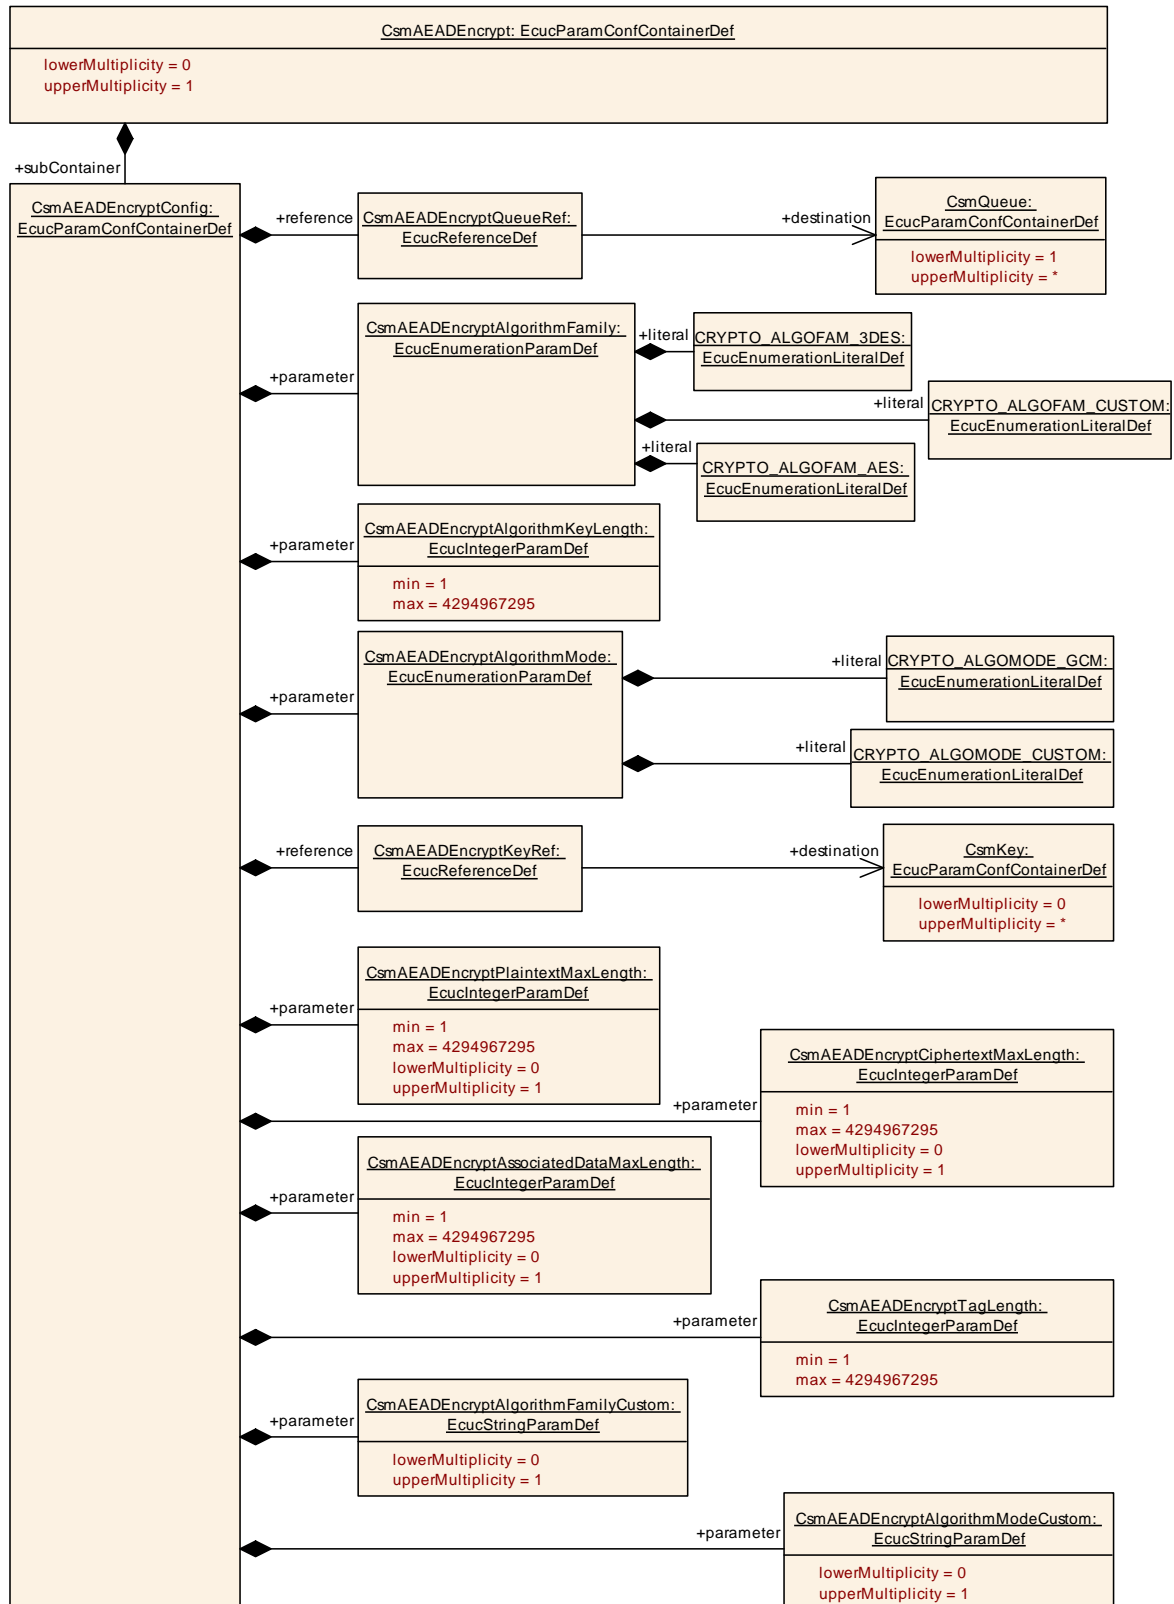 CsmAEADEncrypt: EcucParamConfContainerDef
lowerMultiplicity = 0
upperMultiplicity = 1
+subContainer
CsmAEADEncryptConfig:
EcucParamConfContainerDef
+reference
CsmAEADEncryptQueueRef:
EcucReferenceDef
+destination
CsmQueue:
EcucParamConfContainerDef
lowerMultiplicity = 1
upperMultiplicity = *
+parameter
CsmAEADEncryptAlgorithmFamily:
EcucEnumerationParamDef
+literal
CRYPTO_ALGOFAM_3DES:
EcucEnumerationLiteralDef
+literal
CRYPTO_ALGOFAM_CUSTOM:
EcucEnumerationLiteralDef
+literal
CRYPTO_ALGOFAM_AES:
EcucEnumerationLiteralDef
+parameter
CsmAEADEncryptAlgorithmKeyLength:
EcucIntegerParamDef
min = 1
max = 4294967295
+parameter
CsmAEADEncryptAlgorithmMode:
EcucEnumerationParamDef
+literal
CRYPTO_ALGOMODE_GCM:
EcucEnumerationLiteralDef
+literal
CRYPTO_ALGOMODE_CUSTOM:
EcucEnumerationLiteralDef
+reference
CsmAEADEncryptKeyRef:
EcucReferenceDef
+destination
CsmKey:
EcucParamConfContainerDef
lowerMultiplicity = 0
upperMultiplicity = *
+parameter
CsmAEADEncryptPlaintextMaxLength:
EcucIntegerParamDef
min = 1
max = 4294967295
lowerMultiplicity = 0
upperMultiplicity = 1
+parameter
CsmAEADEncryptCiphertextMaxLength:
EcucIntegerParamDef
min = 1
max = 4294967295
lowerMultiplicity = 0
upperMultiplicity = 1
+parameter
CsmAEADEncryptAssociatedDataMaxLength:
EcucIntegerParamDef
min = 1
max = 4294967295
lowerMultiplicity = 0
upperMultiplicity = 1
+parameter
CsmAEADEncryptTagLength:
EcucIntegerParamDef
min = 1
max = 4294967295
+parameter
CsmAEADEncryptAlgorithmFamilyCustom:
EcucStringParamDef
lowerMultiplicity = 0
upperMultiplicity = 1
+parameter
CsmAEADEncryptAlgorithmModeCustom:
EcucStringParamDef
lowerMultiplicity = 0
upperMultiplicity = 1